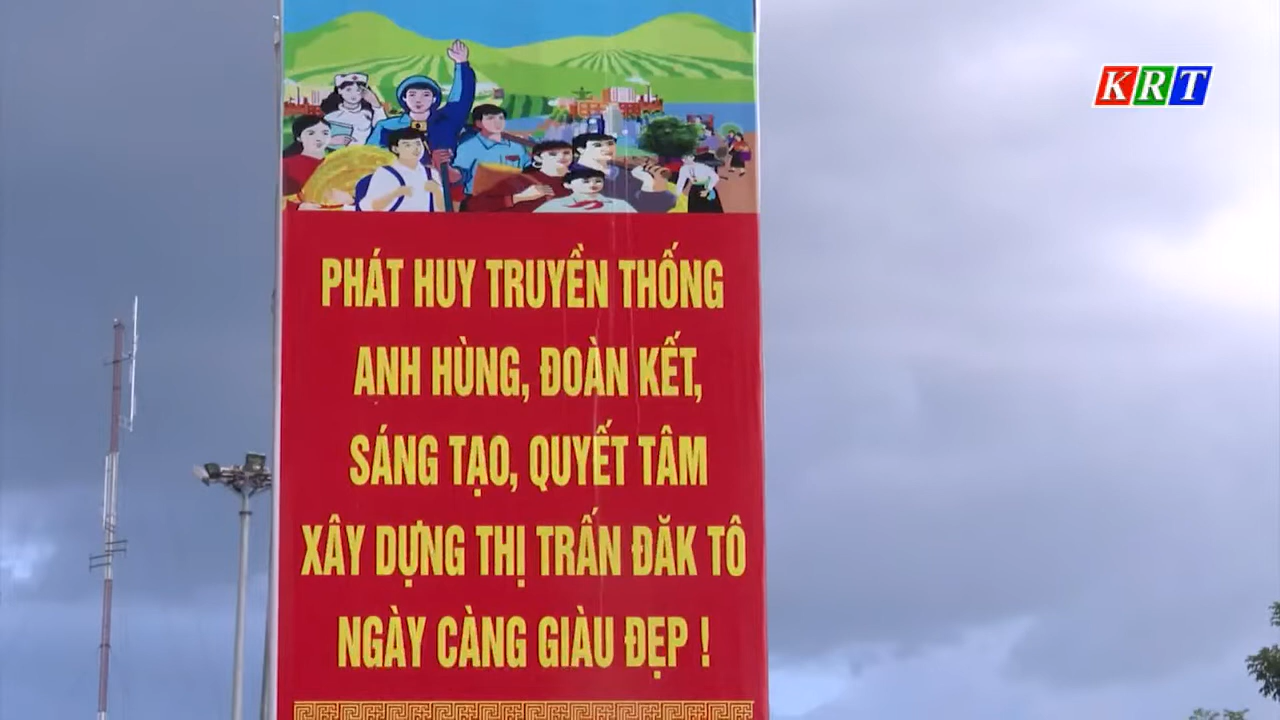 KRT
PHÁT HUY TRUYỀN THỐNG
ANH HÙNG, ĐOÀN KẾT,
SÁNG TẠO, QUYẾT TÂM
XÂY DỰNG THỊ TRẤN ĐĂK TÔ
NGÀY CÀNG GIÀU ĐẸP !